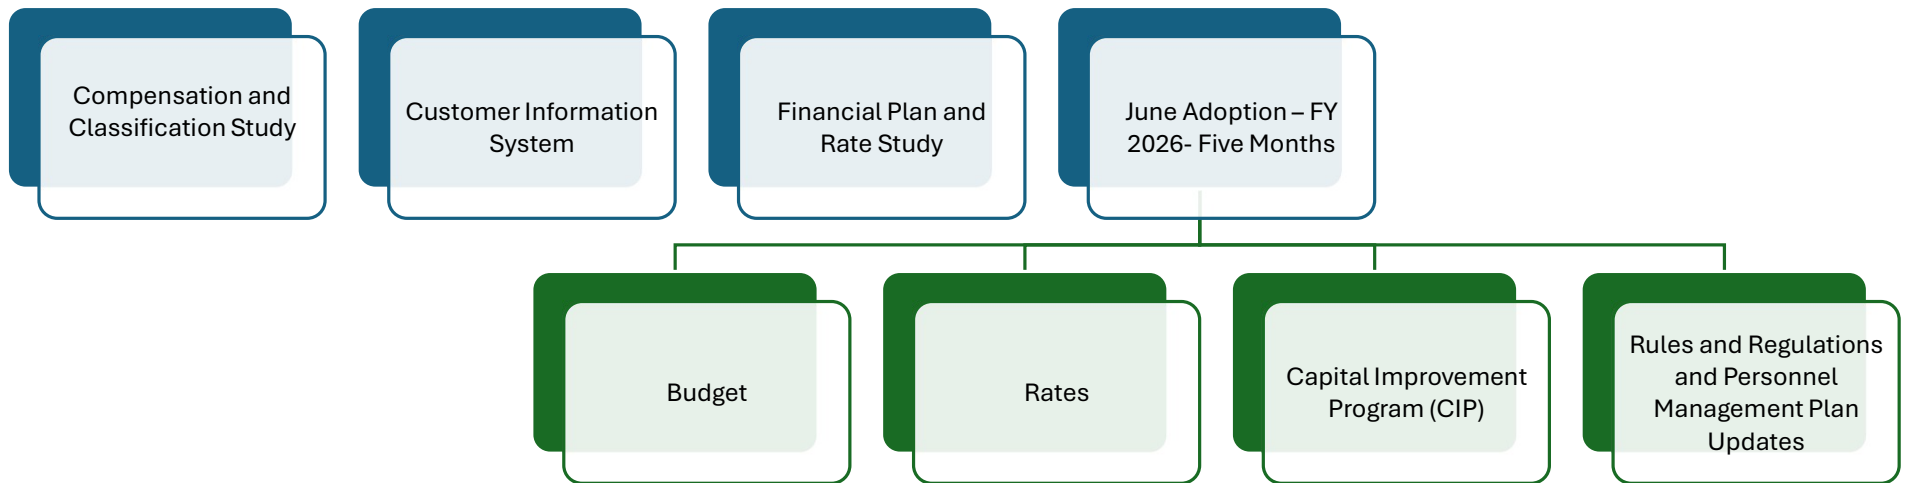 Compensation and
Classification Study
Customer Information
System
Financial Plan and
Rate Study
June Adoption – FY
2026- Five Months
Budget
Rates
Capital Improvement
Program (CIP)
Rules and Regulations
and Personnel
Management Plan
Updates